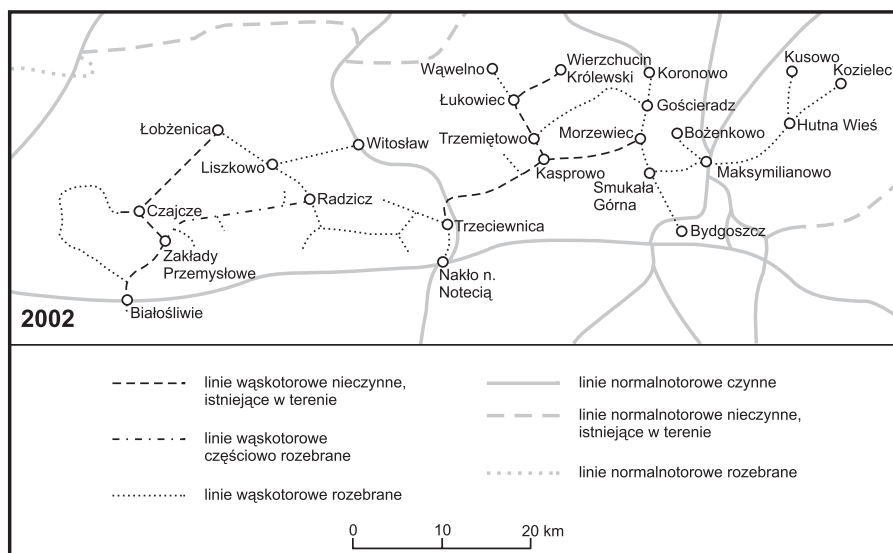 Wąwelno
Wierzchucin
Królewski
Koronowo
Kusowo
Kozielec
Łukowiec
Gościeradz
Łobżenica
Witosław
Trzemiętowo
Morzewiec
Bożenkowo
Hutna Wieś
Liszkowo
Kasprowo
Maksymilianowo
Smukała
Górna
Radzicz
Czajcze
Trzeciewnica
Bydgoszcz
Zakłady
Przemysłowe
Nakło n.
Notecią
Białośliwie
2002
linie wąskotorowe nieczynne,
istniejące w terenie
linie wąskotorowe
częściowo rozebrane
linie wąskotorowe rozebrane
linie normalnotorowe czynne
linie normalnotorowe nieczynne,
istniejące w terenie
linie normalnotorowe rozebrane
0 10 20 km